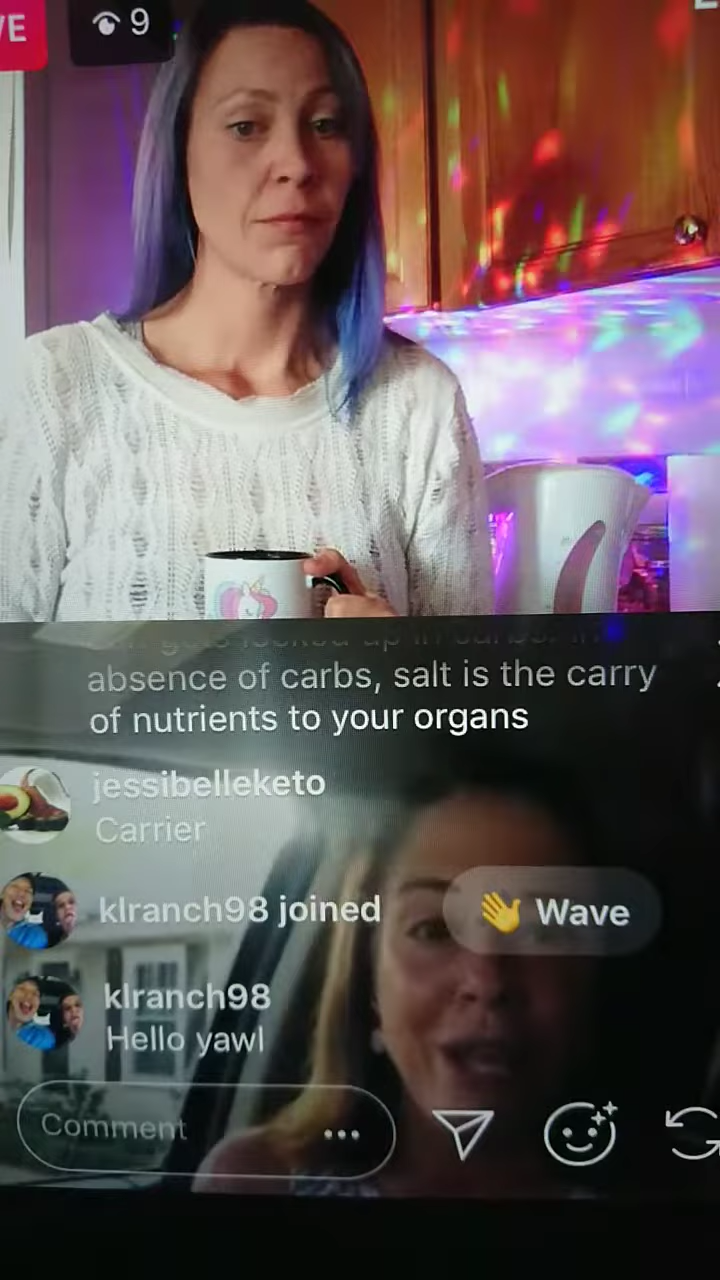 VE
9
absence of carbs, salt is the carry
of nutrients to your organs
jessibelleketo
Carrier
klranch98 joined
👋 Wave
klranch98
Hello yawl
Comment